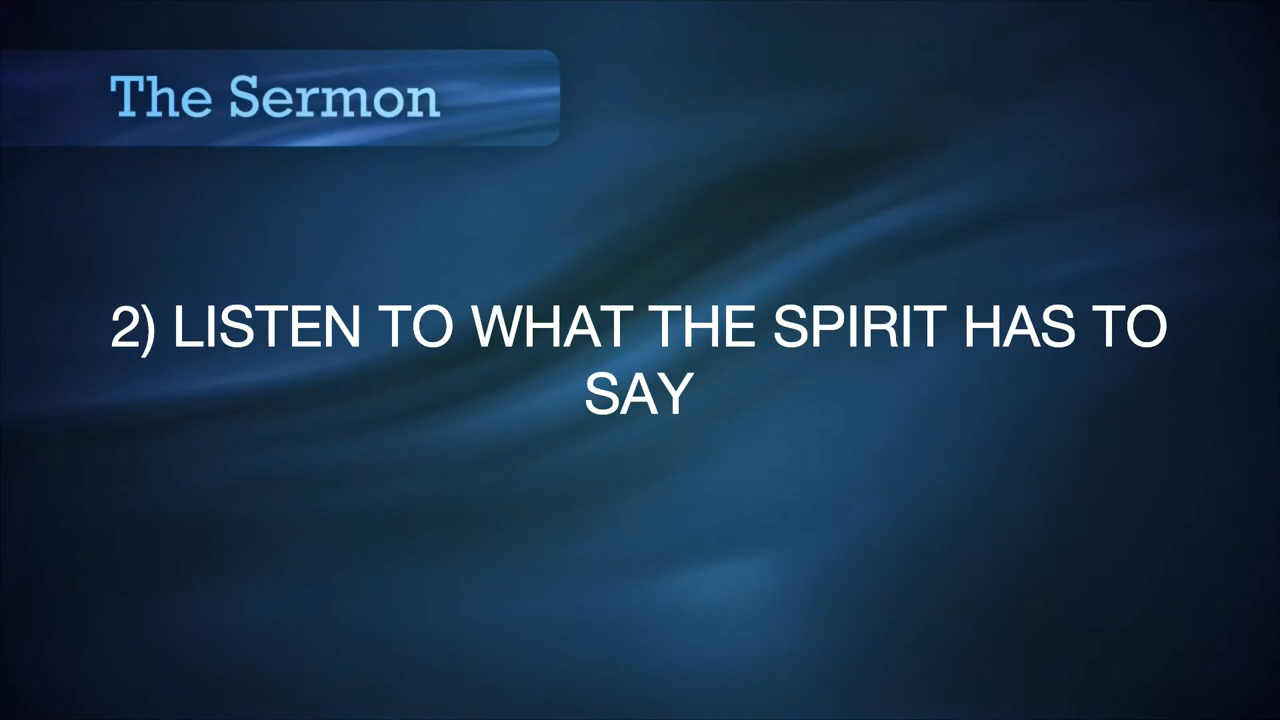 The Sermon
2) LISTEN TO WHAT THE SPIRIT HAS TO
SAY